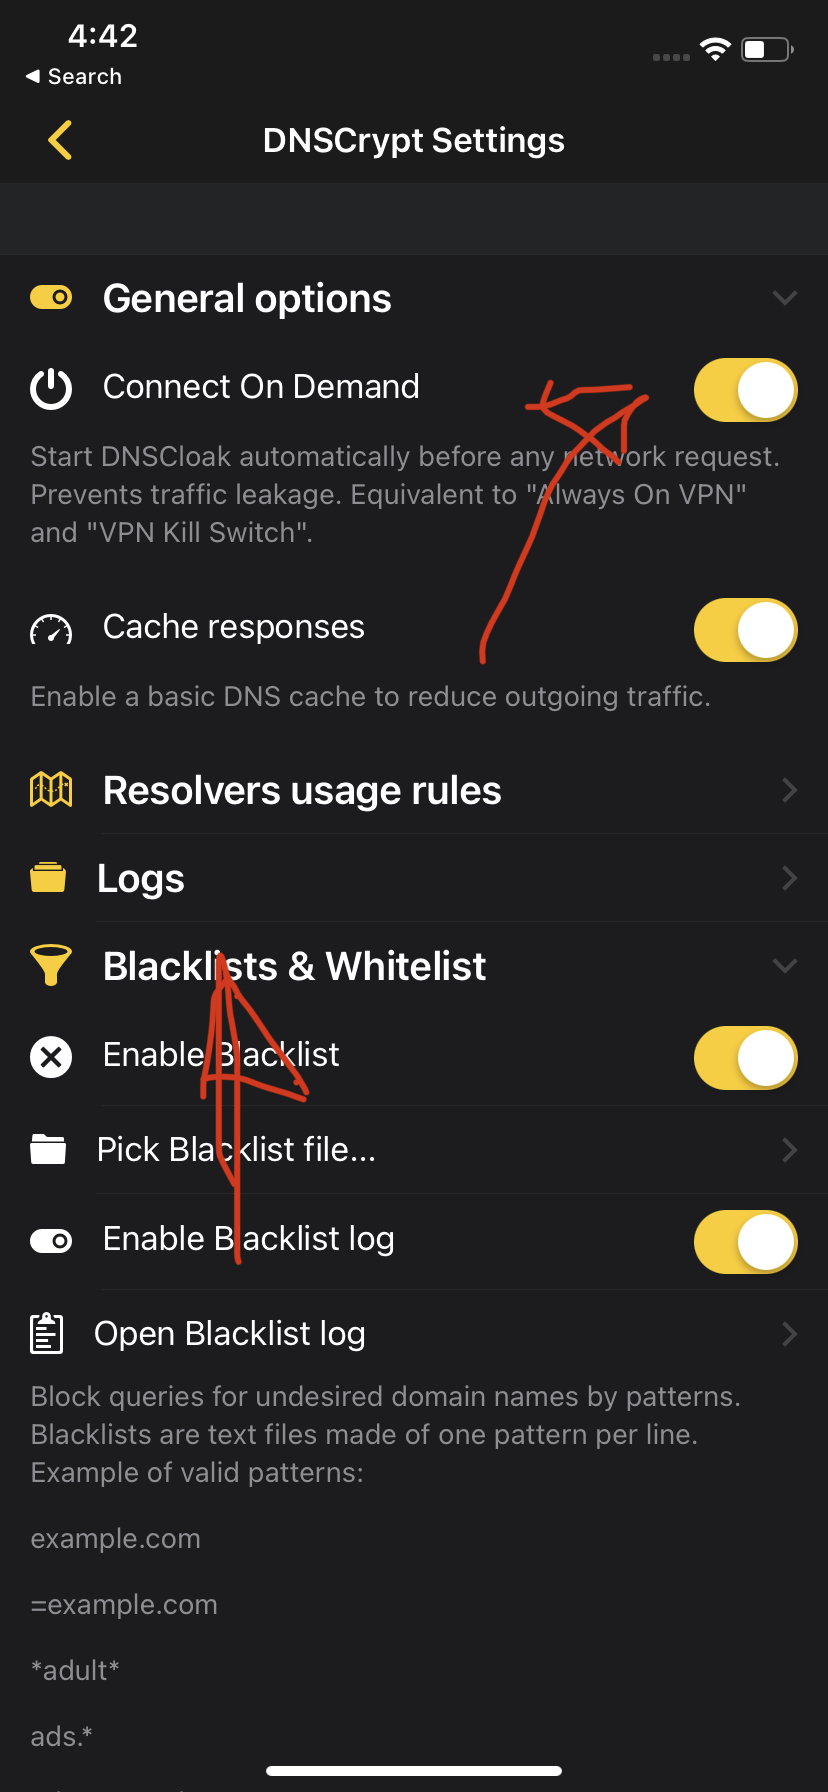 4:42
Search
DNSCrypt Settings
General options
Connect On Demand
Start DNSCloak automatically before any network request.
Prevents traffic leakage. Equivalent to "Always On VPN"
and "VPN Kill Switch".
Cache responses
Enable a basic DNS cache to reduce outgoing traffic.
Resolvers usage rules
Logs
Blacklists & Whitelist
Enable Blacklist
Pick Blacklist file...
Enable Blacklist log
Open Blacklist log
Block queries for undesired domain names by patterns.
Blacklists are text files made of one pattern per line.
Example of valid patterns:
example.com
=example.com
*adult*
ads.*